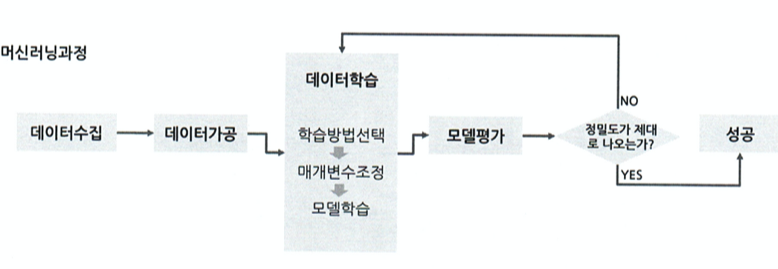 머신러닝과정
데이터수집
데이터가공
데이터학습
학습방법선택
매개변수조정
모델학습
모델평가
정밀도가 제대
로 나오는가?
NO
YES
성공